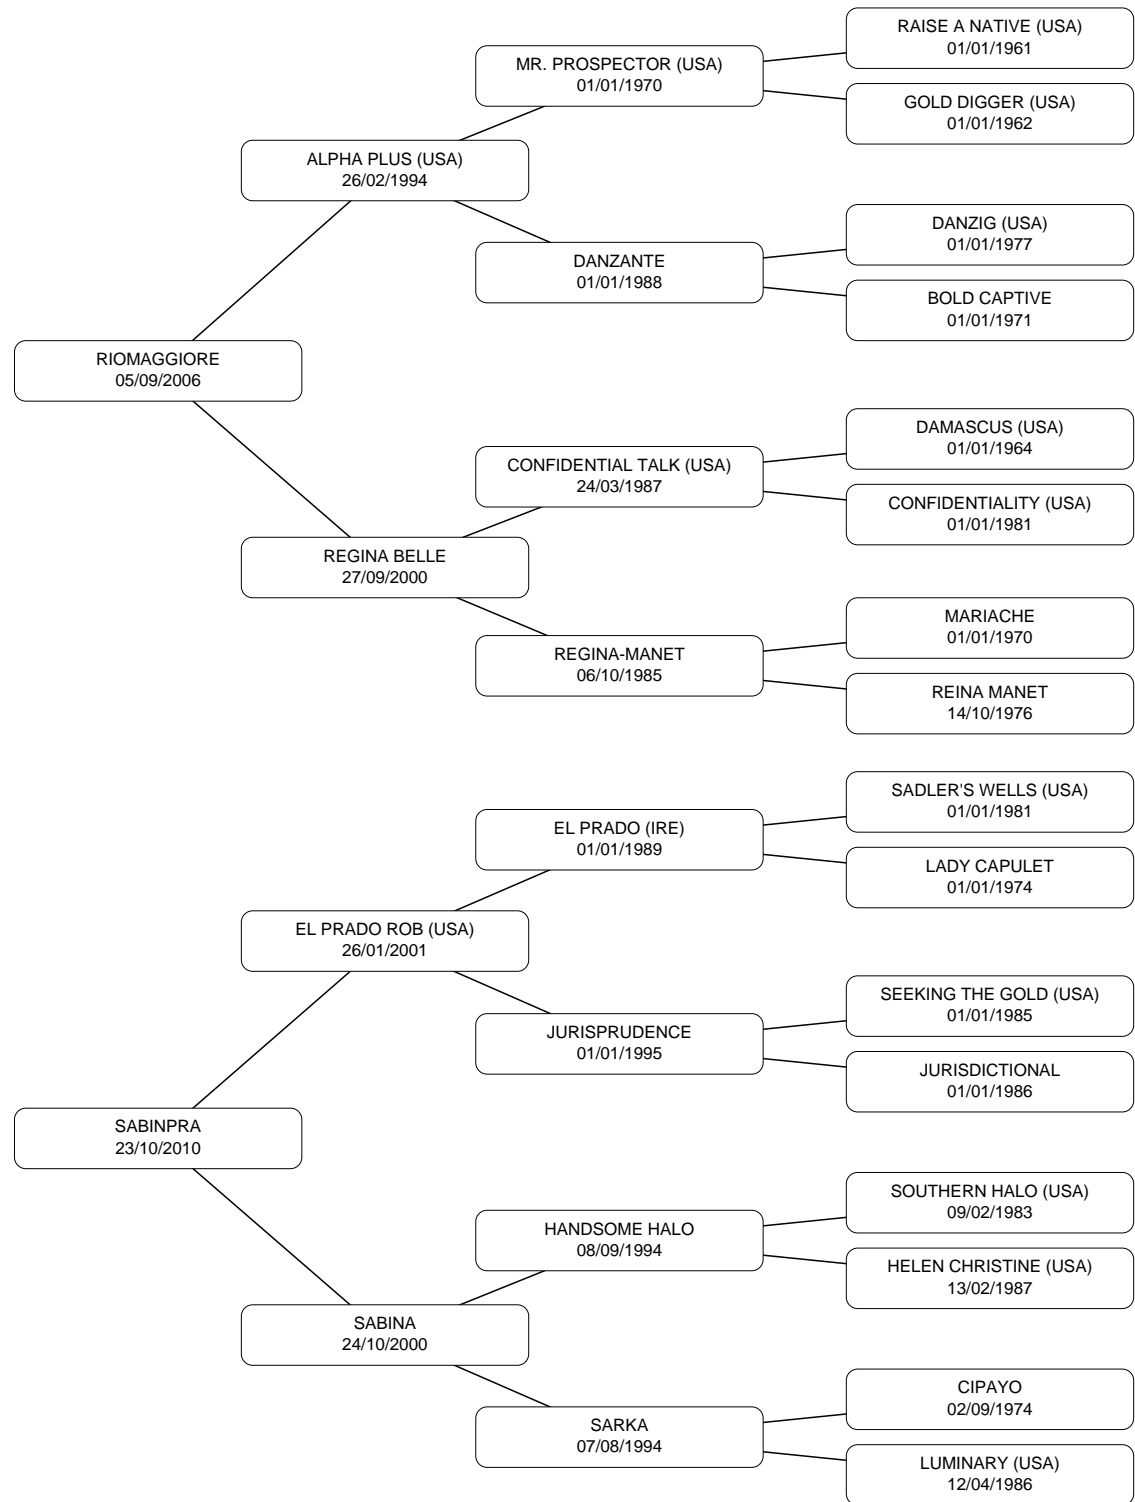 RAISE A NATIVE (USA)
01/01/1961
MR. PROSPECTOR (USA)
01/01/1970
GOLD DIGGER (USA)
01/01/1962
ALPHA PLUS (USA)
26/02/1994
DANZIG (USA)
01/01/1977
DANZANTE
01/01/1988
BOLD CAPTIVE
01/01/1971
RIOMAGGIORE
05/09/2006
DAMASCUS (USA)
01/01/1964
CONFIDENTIAL TALK (USA)
24/03/1987
CONFIDENTIALITY (USA)
01/01/1981
REGINA BELLE
27/09/2000
MARIACHE
01/01/1970
REGINA-MANET
06/10/1985
REINA MANET
14/10/1976
SADLER'S WELLS (USA)
01/01/1981
EL PRADO (IRE)
01/01/1989
LADY CAPULET
01/01/1974
EL PRADO ROB (USA)
26/01/2001
SEEKING THE GOLD (USA)
01/01/1985
JURISPRUDENCE
01/01/1995
JURISDICTIONAL
01/01/1986
SABINPRA
23/10/2010
SOUTHERN HALO (USA)
09/02/1983
HANDSOME HALO
08/09/1994
HELEN CHRISTINE (USA)
13/02/1987
SABINA
24/10/2000
CIPAYO
02/09/1974
SARKA
07/08/1994
LUMINARY (USA)
12/04/1986